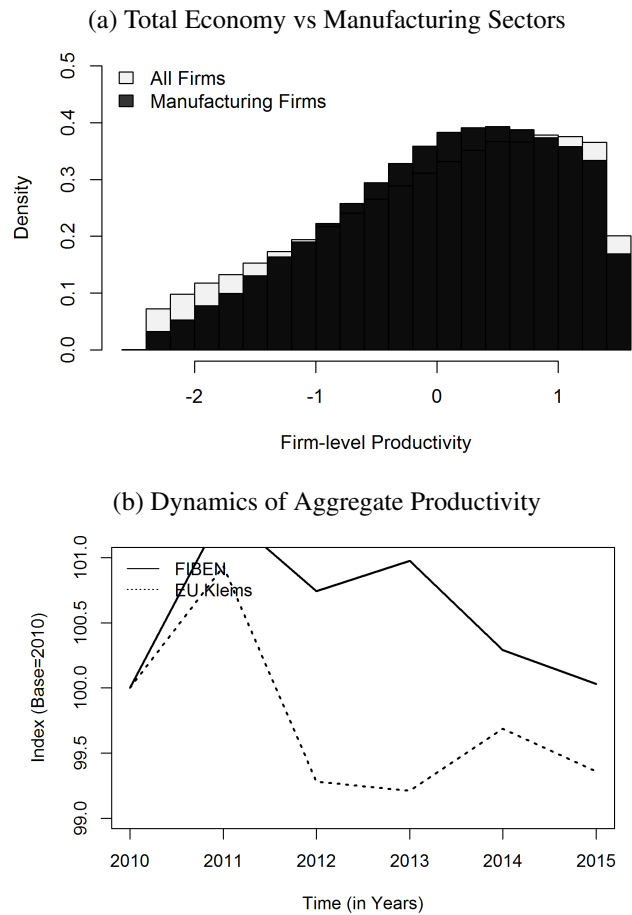 (a) Total Economy vs Manufacturing Sectors
0.5
All Firms
Manufacturing Firms
0.4
0.3
Density
0.2
0.1
0.0
-2 -1 0 1
Firm-level Productivity
(b) Dynamics of Aggregate Productivity
101.0
FIBEN
EU Klems
100.5
Index (Base=2010)
100.0
99.5
99.0
2010 2011 2012 2013 2014 2015
Time (in Years)